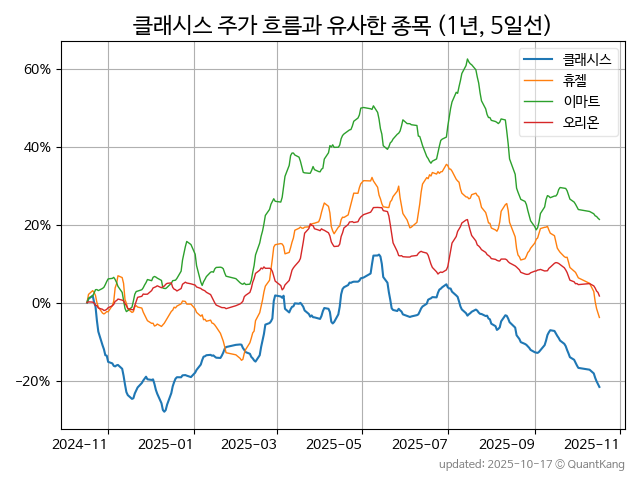 클래시스 주가 흐름과 유사한 종목 (1년, 5일선)
클래시스
휴젤
이마트
오리온
60%
40%
20%
0%
−20%
2024-11
2025-01
2025-03
2025-05
2025-07
2025-09
2025-11
updated: 2025-10-17 © QuantKang